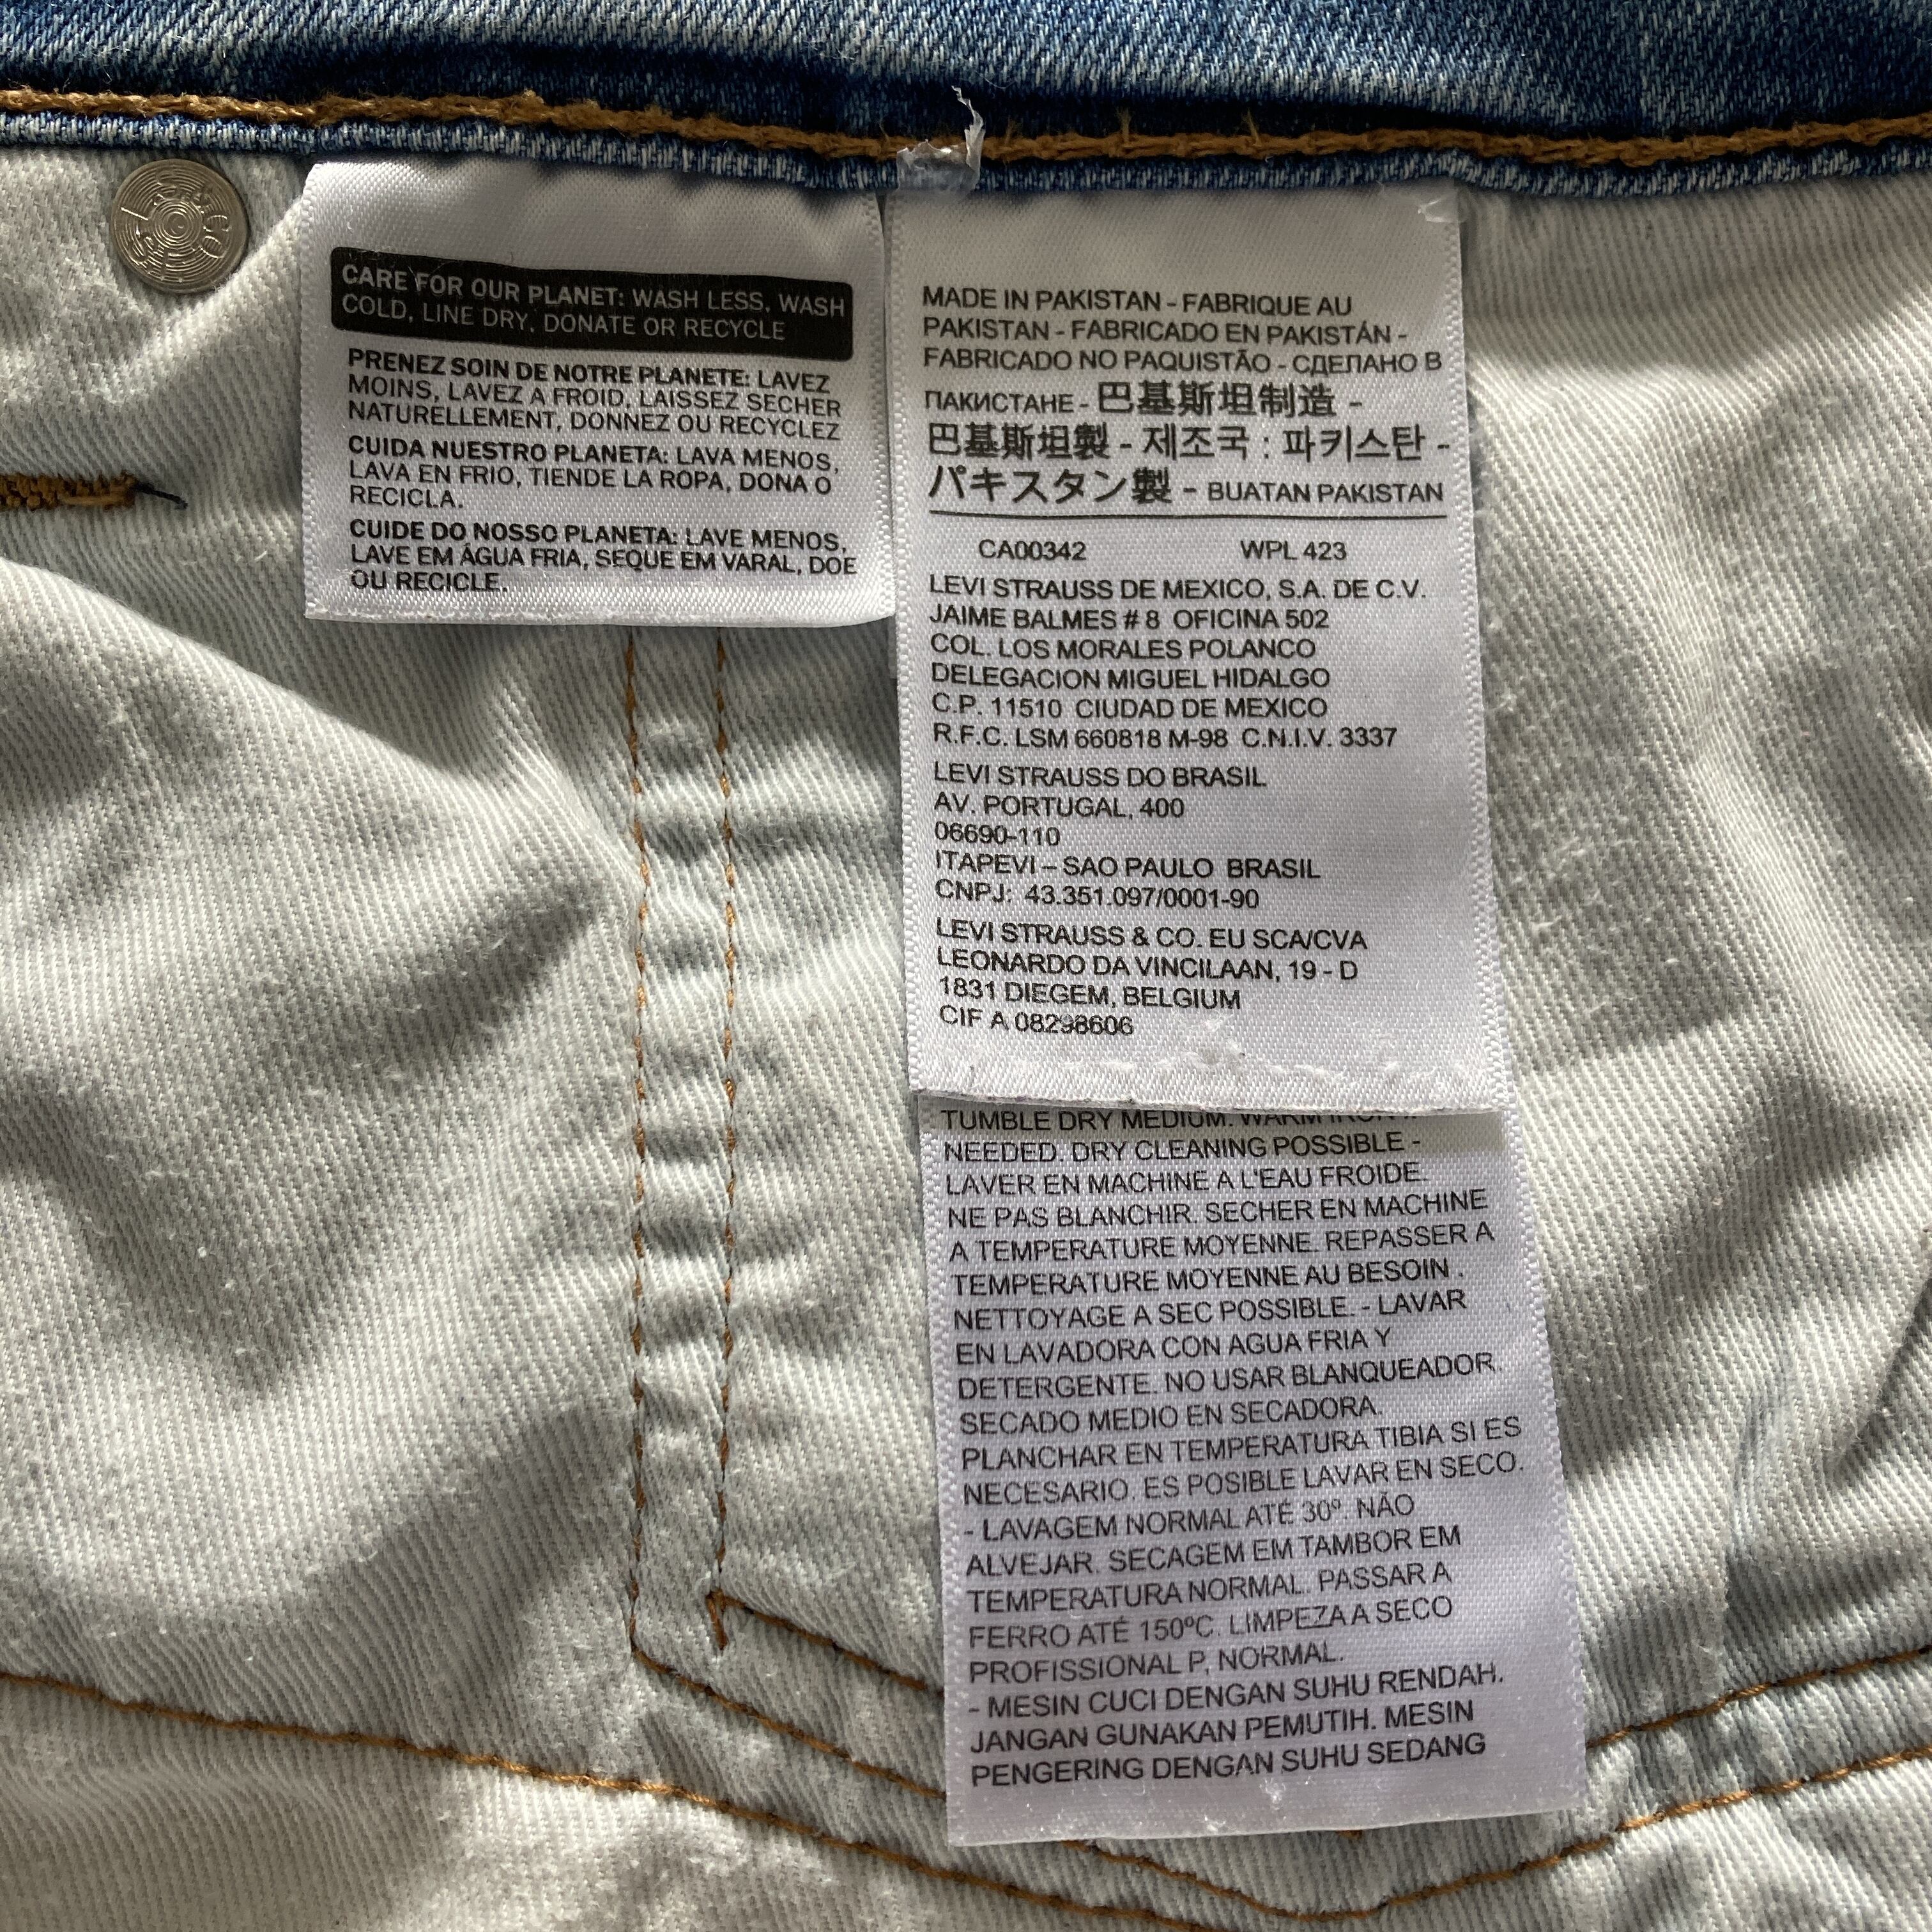 CARE FOR OUR PLANET: WASH LESS, WASH
COLD, LINE DRY, DONATE OR RECYCLE
PRENEZ SOIN DE NOTRE PLANETE: LAVEZ
MOINS, LAVEZ A FROID, LAISSEZ SECHER
NATURELLEMENT, DONNEZ OU RECYCLEZ
CUIDA NUESTRO PLANETA: LAVA MENOS,
LAVA EN FRIO, TIENDE LA ROPA, DONA O
RECICLA.
CUIDE DO NOSSO PLANETA: LAVE MENOS,
LAVE EM ÁGUA FRIA, SEQUE EM VARAL, DOE
OU RECICLE.
MADE IN PAKISTAN - FABRIQUE AU
PAKISTAN - FABRICADO EN PAKISTÁN -
FABRICADO NO PAQUISTÃO - СДЕПАНО В
ПАКИСТАНЕ - 巴基斯坦制造 -
巴基斯坦製 - 제조국 : 파키스탄 -
パキスタン製 - BUATAN PAKISTAN
CA00342 WPL 423
LEVI STRAUSS DE MEXICO, S.A. DE C.V.
JAIME BALMES # 8 OFICINA 502
COL. LOS MORALES POLANCO
DELEGACION MIGUEL HIDALGO
C.P. 11510 CIUDAD DE MEXICO
R.F.C. LSM 660818 M-98 C.N.I.V. 3337
LEVI STRAUSS DO BRASIL
AV. PORTUGAL, 400
06690-110
ITAPEVI – SAO PAULO BRASIL
CNPJ: 43.351.097/0001-90
LEVI STRAUSS & CO. EU SCA/CVA
LEONARDO DA VINCILAAN, 19 - D
1831 DIEGEM, BELGIUM
CIF A 08298606
TUMBLE DRY MEDIUM. WARM IRON
NEEDED. DRY CLEANING POSSIBLE -
LAVER EN MACHINE A L'EAU FROIDE.
NE PAS BLANCHIR. SECHER EN MACHINE
A TEMPERATURE MOYENNE. REPASSER A
TEMPERATURE MOYENNE AU BESOIN .
NETTOYAGE A SEC POSSIBLE. - LAVAR
EN LAVADORA CON AGUA FRIA Y
DETERGENTE. NO USAR BLANQUEADOR.
SECADO MEDIO EN SECADORA.
PLANCHAR EN TEMPERATURA TIBIA SI ES
NECESARIO. ES POSIBLE LAVAR EN SECO.
- LAVAGEM NORMAL ATÉ 30º. NÃO
ALVEJAR. SECAGEM EM TAMBOR EM
TEMPERATURA NORMAL. PASSAR A
FERRO ATÉ 150ºC. LIMPEZA A SECO
PROFISSIONAL P, NORMAL.
- MESIN CUCI DENGAN SUHU RENDAH.
JANGAN GUNAKAN PEMUTIH. MESIN
PENGERING DENGAN SUHU SEDANG